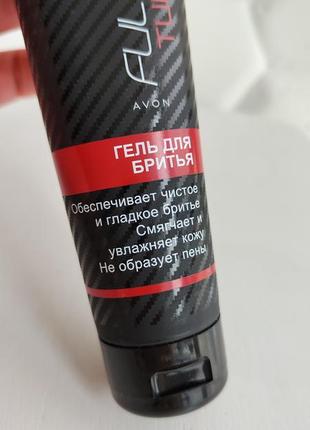 AVON
ГЕЛЬ ДЛЯ
БРИТЬЯ
Обеспечивает чистое
и гладкое бритье
Смягчает и
увлажняет кожу
Не образует пены